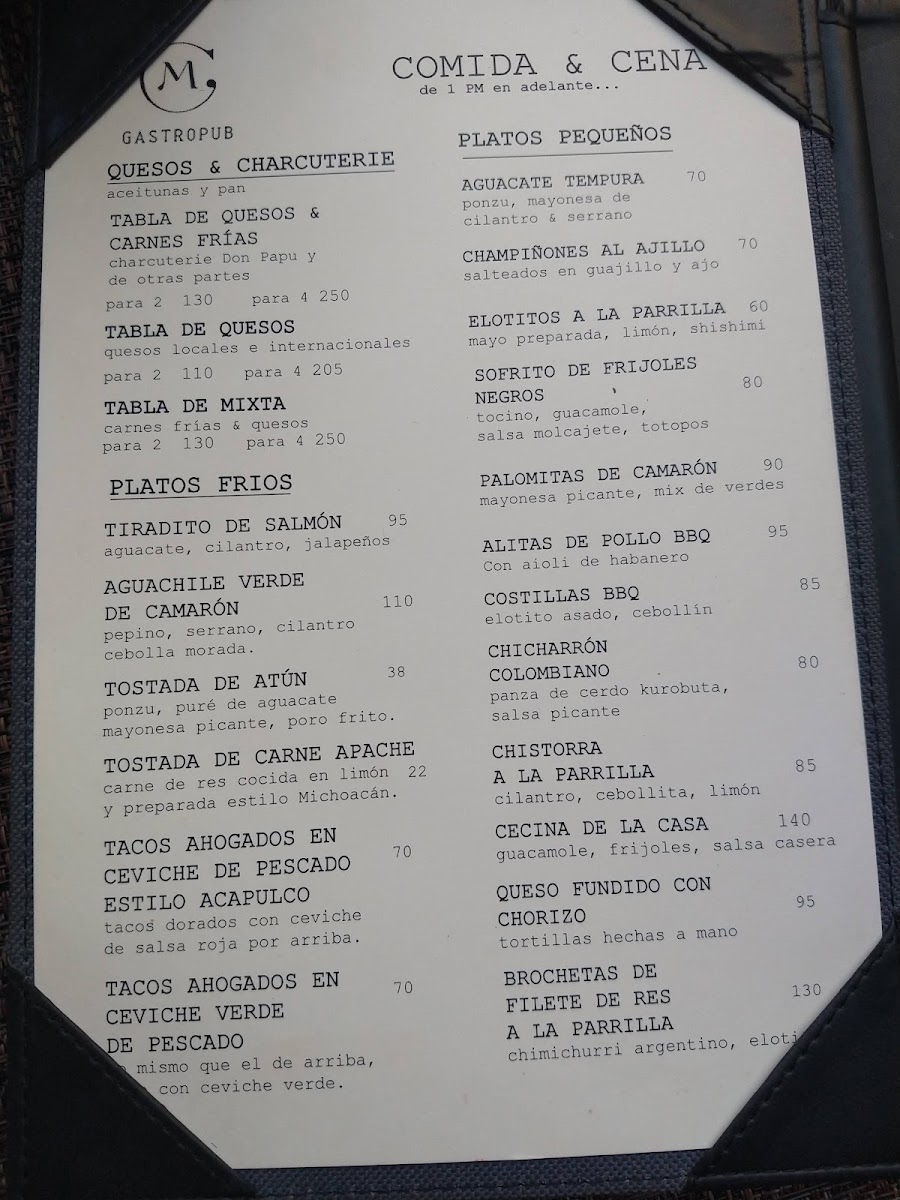 M
GASTROPUB
COMIDA & CENA
de 1 PM en adelante...
QUESOS & CHARCUTERIE
aceitunas y pan
TABLA DE QUESOS &
CARNES FRÍAS
charcuterie Don Papu y
de otras partes
para 2 130 para 4 250
TABLA DE QUESOS
quesos locales e internacionales
para 2 110 para 4 205
TABLA DE MIXTA
carnes frías & quesos
para 2 130 para 4 250
PLATOS FRIOS
TIRADITO DE SALMÓN 95
aguacate, cilantro, jalapeños
AGUACHILE VERDE
DE CAMARÓN 110
pepino, serrano, cilantro
cebolla morada.
TOSTADA DE ATÚN 38
ponzu, puré de aguacate
mayonesa picante, poro frito.
TOSTADA DE CARNE APACHE
carne de res cocida en limón 22
y preparada estilo Michoacán.
TACOS AHOGADOS EN
CEVICHE DE PESCADO 70
ESTILO ACAPULCO
tacos dorados con ceviche
de salsa roja por arriba.
TACOS AHOGADOS EN
CEVICHE VERDE 70
DE PESCADO
mismo que el de arriba,
con ceviche verde.
PLATOS PEQUEÑOS
AGUACATE TEMPURA 70
ponzu, mayonesa de
cilantro & serrano
CHAMPIÑONES AL AJILLO 70
salteados en guajillo y ajo
ELOTITOS A LA PARRILLA 60
mayo preparada, limón, shishimi
SOFRITO DE FRIJOLES
NEGROS 80
tocino, guacamole,
salsa molcajete, totopos
PALOMITAS DE CAMARÓN 90
mayonesa picante, mix de verdes
ALITAS DE POLLO BBQ 95
Con aioli de habanero
COSTILLAS BBQ 85
elotito asado, cebollín
CHICHARRÓN
COLOMBIANO 80
panza de cerdo kurobuta,
salsa picante
CHISTORRA
A LA PARRILLA 85
cilantro, cebollita, limón
CECINA DE LA CASA 140
guacamole, frijoles, salsa casera
QUESO FUNDIDO CON
CHORIZO 95
tortillas hechas a mano
BROCHETAS DE
FILETE DE RES 130
A LA PARRILLA
chimichurri argentino,